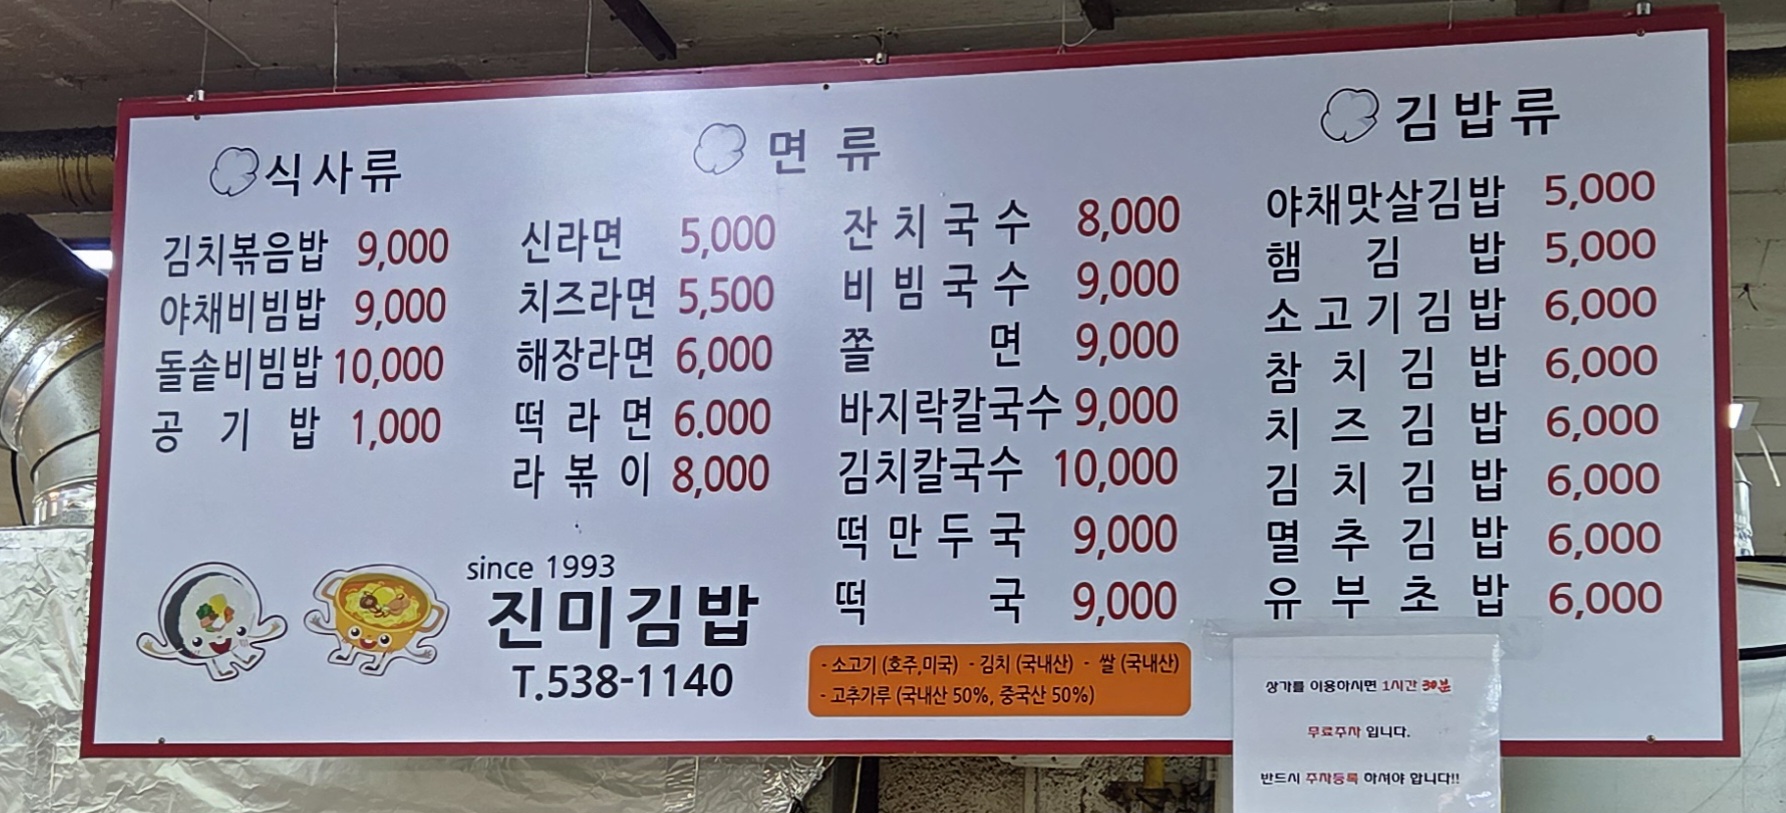 식사류
김치볶음밥 9,000
야채비빔밥 9,000
돌솥비빔밥 10,000
공기밥 1,000
면류
신라면 5,000
치즈라면 5,500
해장라면 6,000
떡라면 6.000
라볶이 8,000
잔치국수 8,000
비빔국수 9,000
쫄면 9,000
바지락칼국수 9,000
김치칼국수 10,000
떡만두국 9,000
떡국 9,000
김밥류
야채맛살김밥 5,000
햄김밥 5,000
소고기김밥 6,000
참치김밥 6,000
치즈김밥 6,000
김치김밥 6,000
멸추김밥 6,000
유부초밥 6,000
since 1993
진미김밥
T.538-1140
- 소고기 (호주,미국) - 김치 (국내산) - 쌀 (국내산)
- 고추가루 (국내산 50%, 중국산 50%)
상가를 이용하시면 1시간 30분
무료주차 입니다.
반드시 주차등록 하셔야 합니다!!